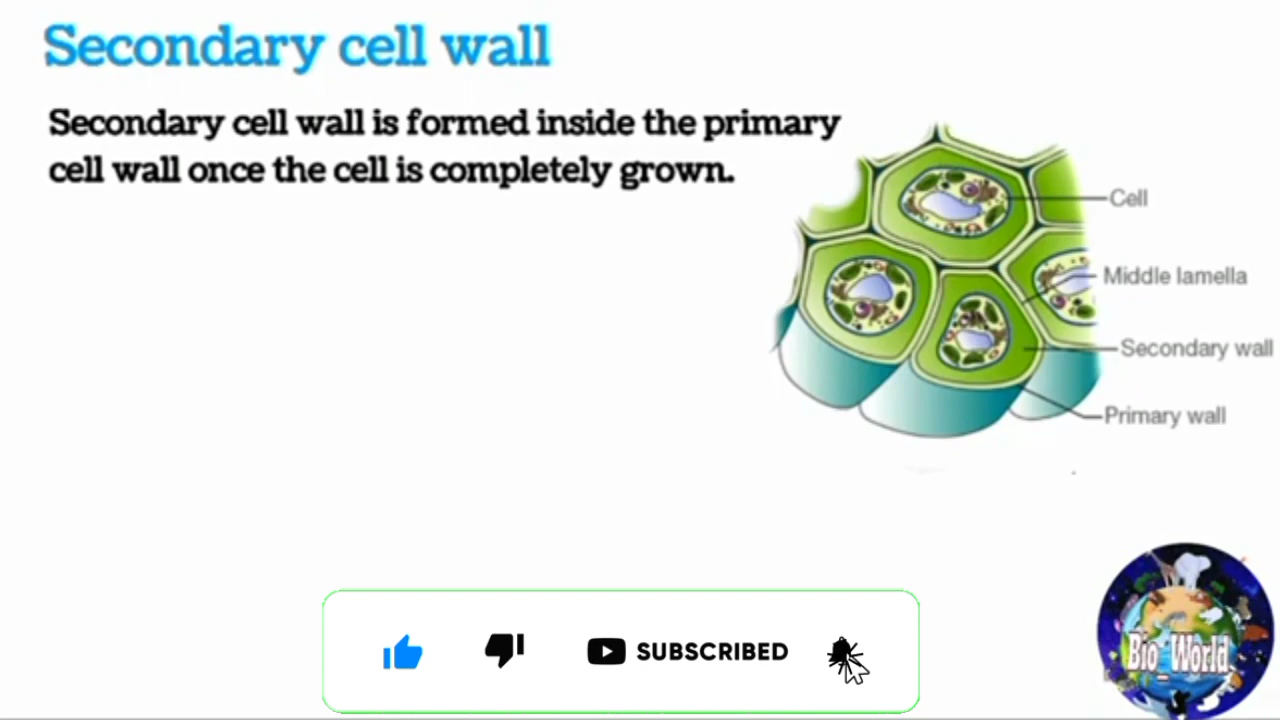 Secondary cell wall
Secondary cell wall is formed inside the primary
cell wall once the cell is completely grown.
Cell
Middle lamella
Secondary wall
Primary wall
SUBSCRIBED
Bio_World